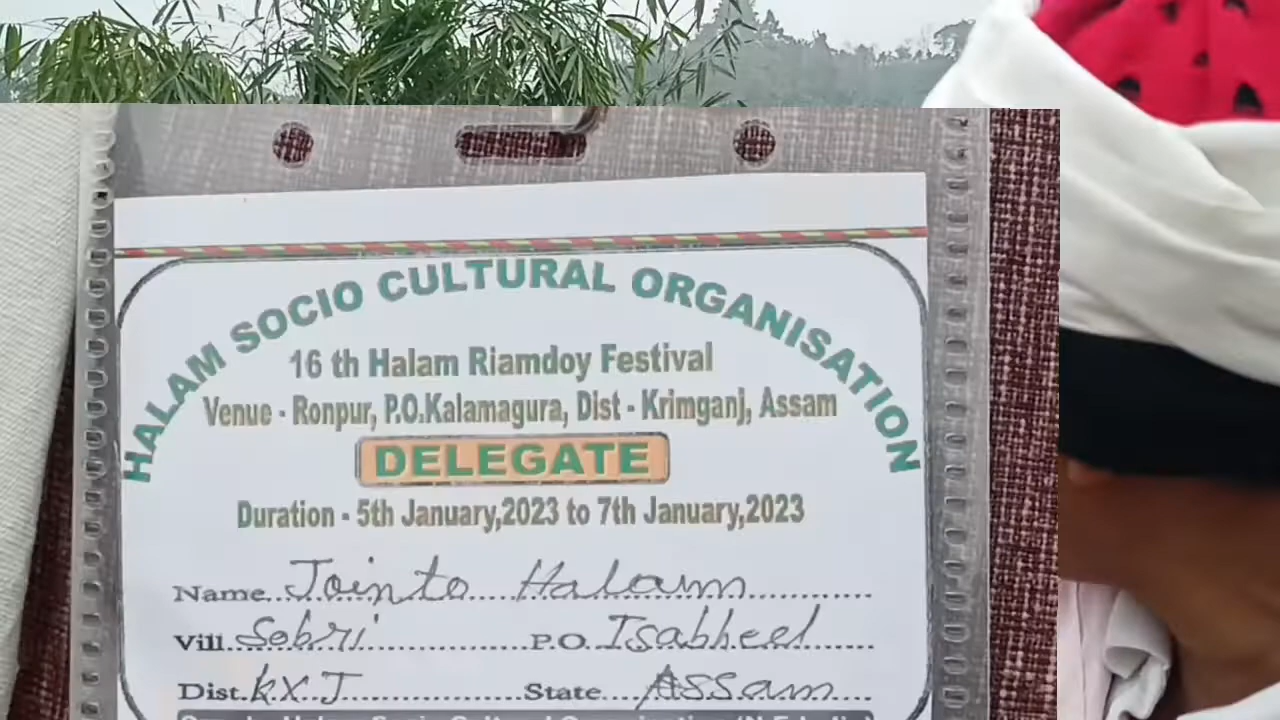 HALAM SOCIO CULTURAL ORGANISATION
16 th Halam Riamdoy Festival
Venue - Ronpur, P.O.Kalamagura, Dist - Krimganj, Assam
DELEGATE
Duration - 5th January,2023 to 7th January,2023
Name Jointo Halam
Vill Sebri P.O. Isabheel
Dist. KXJ State Assam